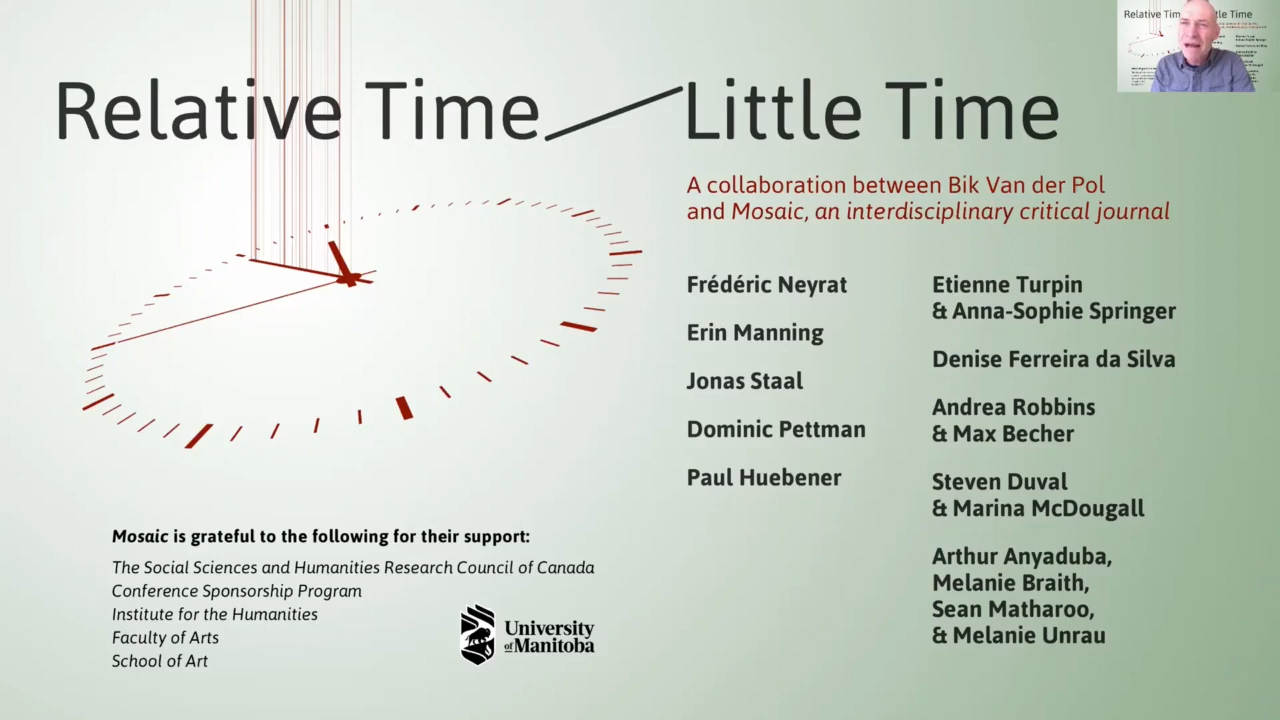 Relative Time / Little Time
A collaboration between Bik Van der Pol
and Mosaic, an interdisciplinary critical journal
Frédéric Neyrat
Erin Manning
Jonas Staal
Dominic Pettman
Paul Huebener
Etienne Turpin
& Anna-Sophie Springer
Denise Ferreira da Silva
Andrea Robbins
& Max Becher
Steven Duval
& Marina McDougall
Arthur Anyaduba,
Melanie Braith,
Sean Matharoo,
& Melanie Unrau
Mosaic is grateful to the following for their support:
The Social Sciences and Humanities Research Council of Canada
Conference Sponsorship Program
Institute for the Humanities
Faculty of Arts
School of Art
University
of Manitoba
Relative Tim
tle Time